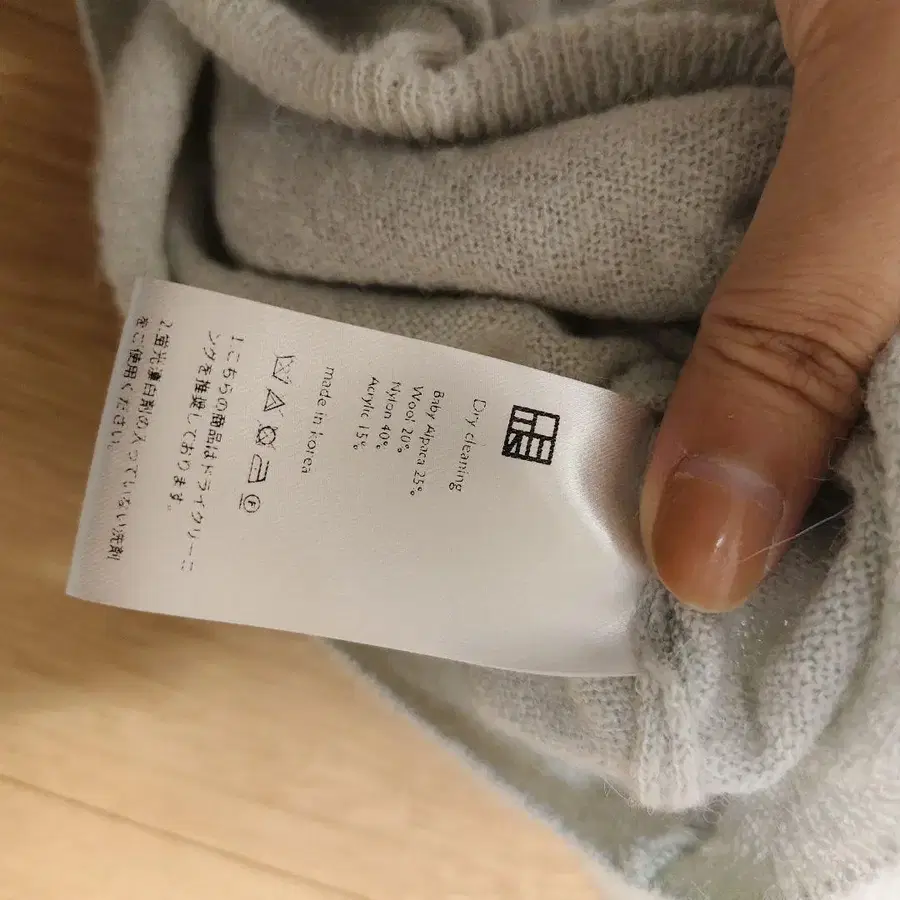 Dry cleaning
Baby Alpaca 25%
Wool 20%
Nylon 40%
Acrylic 15%
made in korea
1.こちらの商品はドライクリーニ
ングを推奨しております。
2.蛍光漂白剤の入っていない洗剤
をご使用ください。